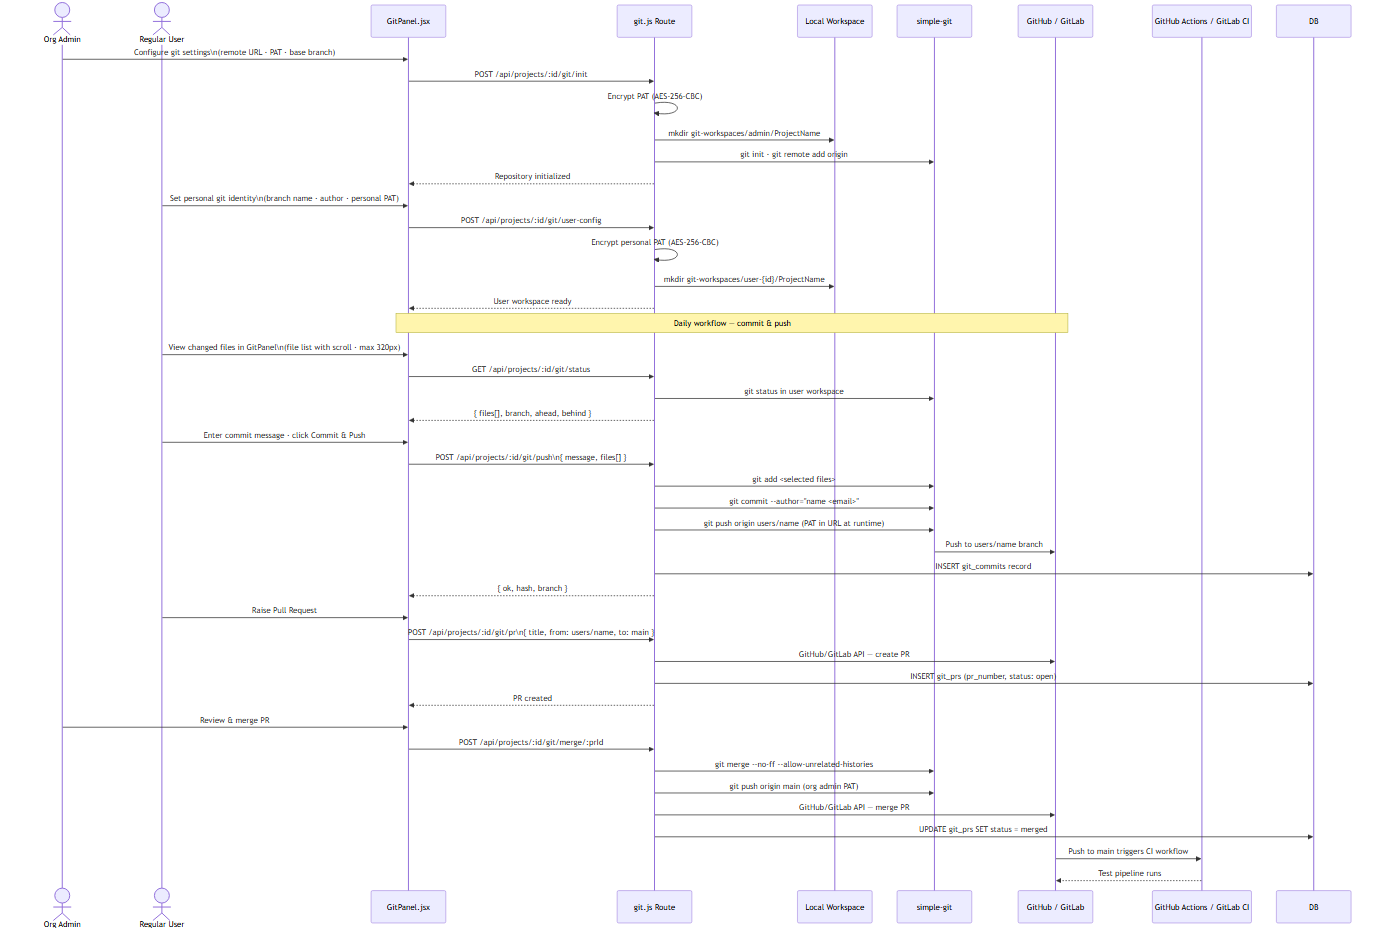 GitPanel.jsx
git.js Route
Local Workspace
simple-git
GitHub / GitLab
GitHub Actions / GitLab CI
DB
Org Admin
Regular User
Configure git settings\n(remote URL · PAT · base branch)
POST /api/projects/:id/git/init
Encrypt PAT (AES-256-CBC)
mkdir git-workspaces/admin/ProjectName
git init · git remote add origin
Repository initialized
Set personal git identity\n(branch name · author · personal PAT)
POST /api/projects/:id/git/user-config
Encrypt personal PAT (AES-256-CBC)
mkdir git-workspaces/user-{id}/ProjectName
User workspace ready
Daily workflow — commit & push
View changed files in GitPanel\n(file list with scroll · max 320px)
GET /api/projects/:id/git/status
git status in user workspace
{ files[], branch, ahead, behind }
Enter commit message · click Commit & Push
POST /api/projects/:id/git/push\n{ message, files[] }
git add <selected files>
git commit --author="name <email>"
git push origin users/name (PAT in URL at runtime)
Push to users/name branch
INSERT git_commits record
{ ok, hash, branch }
Raise Pull Request
POST /api/projects/:id/git/pr\n{ title, from: users/name, to: main }
GitHub/GitLab API — create PR
INSERT git_prs (pr_number, status: open)
PR created
Review & merge PR
POST /api/projects/:id/git/merge/:prId
git merge --no-ff --allow-unrelated-histories
git push origin main (org admin PAT)
GitHub/GitLab API — merge PR
UPDATE git_prs SET status = merged
Push to main triggers CI workflow
Test pipeline runs
GitPanel.jsx
git.js Route
Local Workspace
simple-git
GitHub / GitLab
GitHub Actions / GitLab CI
DB
Org Admin
Regular User